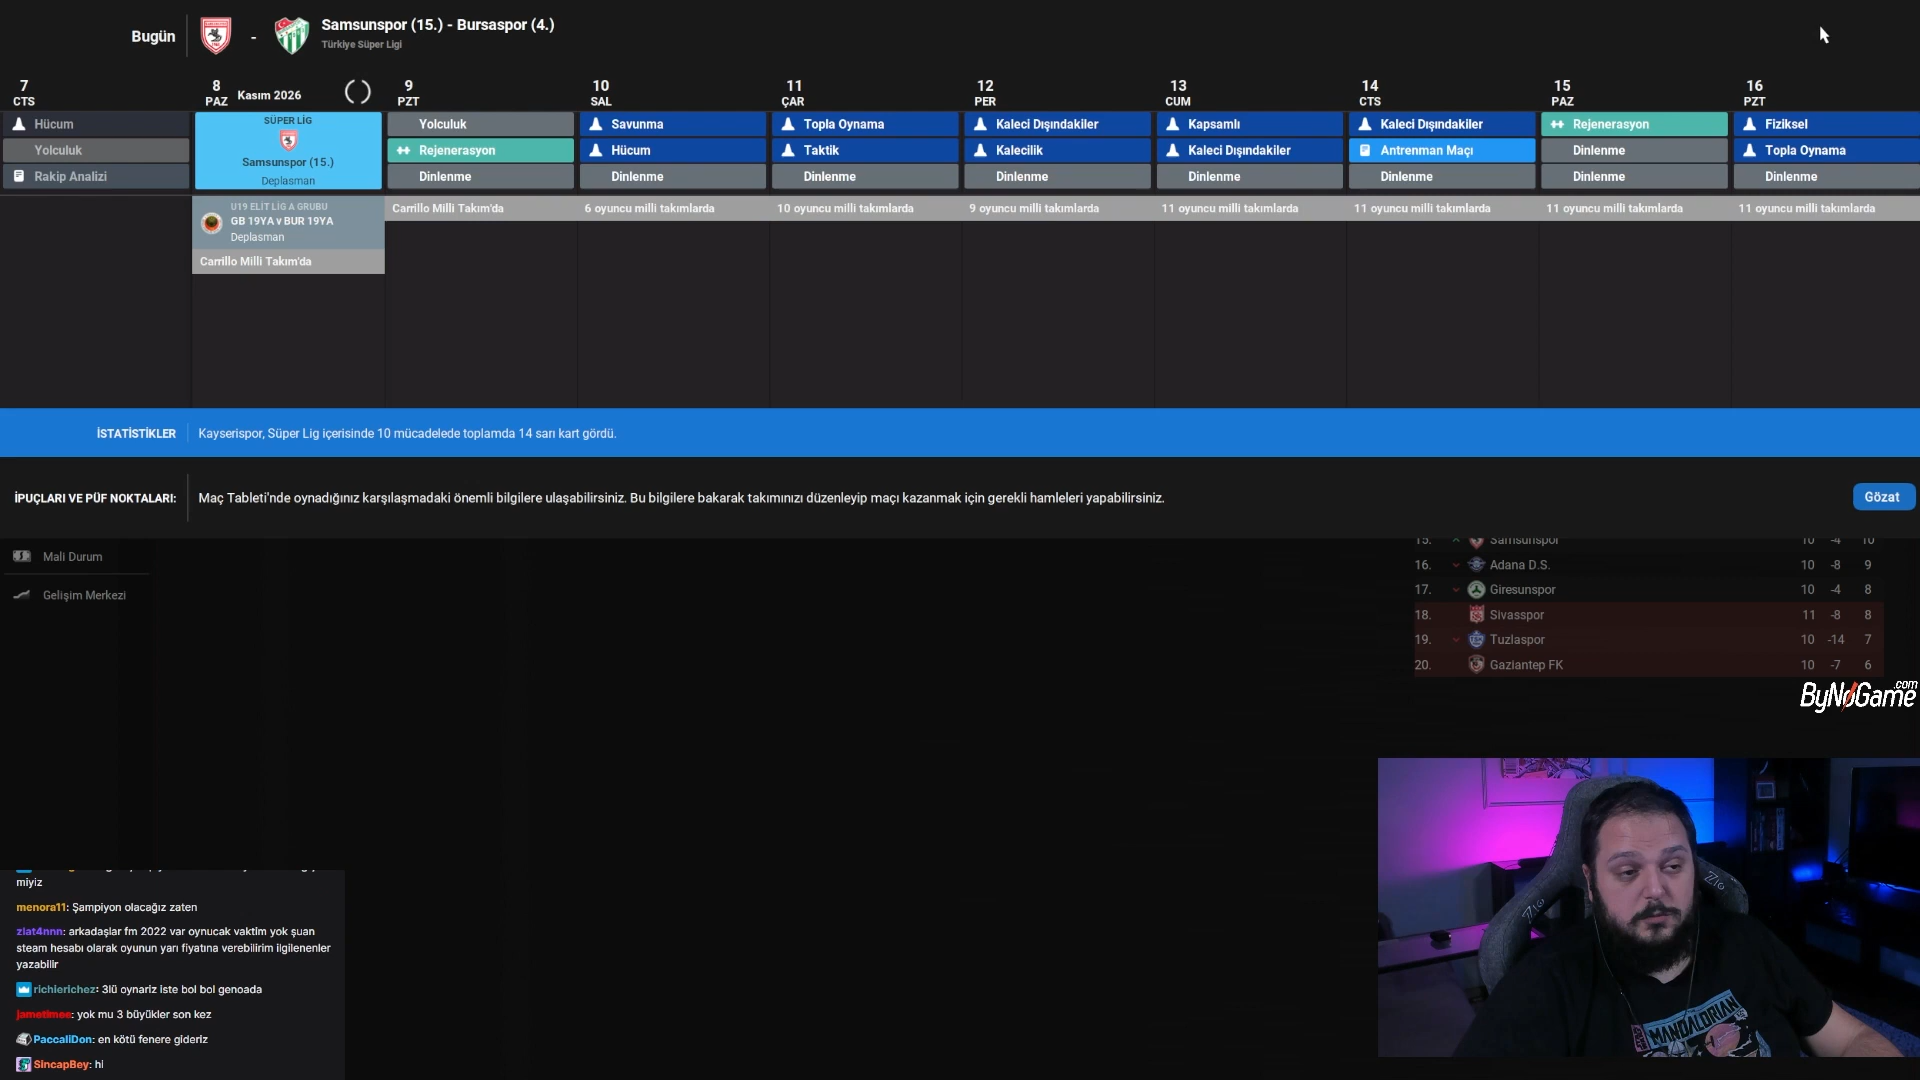 Bugün
-
Samsunspor (15.) - Bursaspor (4.)
Türkiye Süper Ligi
7
CTS
8
PAZ
Kasım 2026
9
PZT
10
SAL
11
ÇAR
12
PER
13
CUM
14
CTS
15
PAZ
16
PZT
Hücum
Yolculuk
Rakip Analizi
SÜPER LİG
Samsunspor (15.)
Deplasman
U19 ELİT LİG A GRUBU
GB 19YA v BUR 19YA
Deplasman
Carrillo Milli Takım'da
Yolculuk
Rejenerasyon
Dinlenme
Carrillo Milli Takım'da
Savunma
Hücum
Dinlenme
6 oyuncu milli takımlarda
Topla Oynama
Taktik
Dinlenme
10 oyuncu milli takımlarda
Kaleci Dışındakiler
Kalecilik
Dinlenme
9 oyuncu milli takımlarda
Kapsamlı
Kaleci Dışındakiler
Dinlenme
11 oyuncu milli takımlarda
Kaleci Dışındakiler
Antrenman Maçı
Dinlenme
11 oyuncu milli takımlarda
Rejenerasyon
Dinlenme
Dinlenme
11 oyuncu milli takımlarda
Fiziksel
Topla Oynama
Dinlenme
11 oyuncu milli takımlarda
İSTATİSTİKLER
Kayserispor, Süper Lig içerisinde 10 mücadelede toplamda 14 sarı kart gördü.
İPUÇLARI VE PÜF NOKTALARI:
Maç Tableti'nde oynadığınız karşılaşmadaki önemli bilgilere ulaşabilirsiniz. Bu bilgilere bakarak takımınızı düzenleyip maçı kazanmak için gerekli hamleleri yapabilirsiniz.
Gözat
Mali Durum
Gelişim Merkezi
15. Samsunspor 10 -4 10
16. Adana D.S. 10 -8 9
17. Giresunspor 10 -4 8
18. Sivasspor 11 -8 8
19. Tuzlaspor 10 -14 7
20. Gaziantep FK 10 -7 6
ByNoGame.com
miyiz
menora11: Şampiyon olacağız zaten
ziat4nnn: arkadaşlar fm 2022 var oynucak vaktim yok şuan
steam hesabı olarak oyunun yarı fiyatına verebilirim ilgilenenler
yazabilir
richierichez: 3lü oynariz iste bol bol genoada
jametimee: yok mu 3 büyükler son kez
PaccaliDon: en kötü fenere gideriz
SincapBey: hi
MANDALORIAN